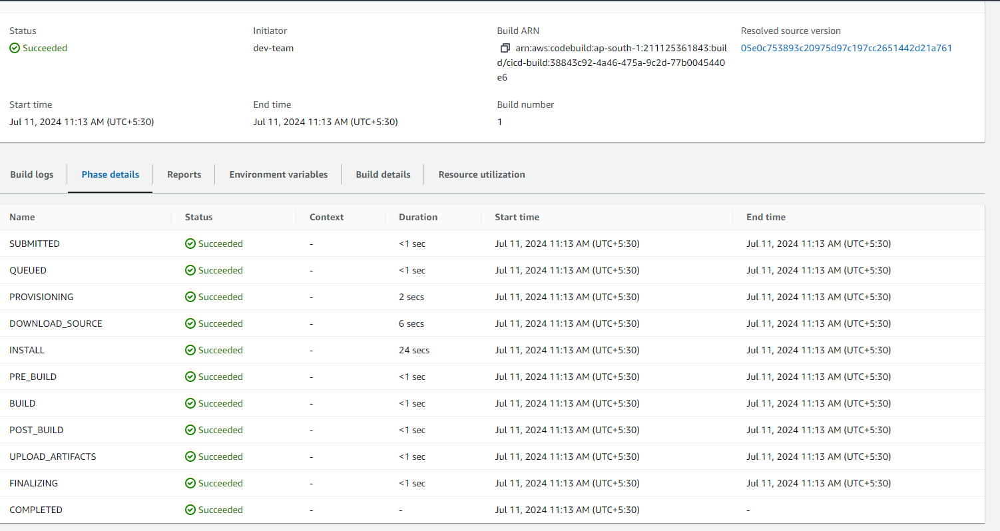 Status
Initiator
Build ARN
Resolved source version
Succeeded
dev-team
arn:aws:codebuild:ap-south-1:211125361843:buil
d/cicd-build:38843c92-4a46-475a-9c2d-77b0045440
e6
05e0c753893c20975d97c197cc2651442d21a761
Start time
End time
Build number
Jul 11, 2024 11:13 AM (UTC+5:30)
Jul 11, 2024 11:13 AM (UTC+5:30)
1
Build logs
Phase details
Reports
Environment variables
Build details
Resource utilization
Name Status Context Duration Start time End time
SUBMITTED Succeeded - <1 sec Jul 11, 2024 11:13 AM (UTC+5:30) Jul 11, 2024 11:13 AM (UTC+5:30)
QUEUED Succeeded - <1 sec Jul 11, 2024 11:13 AM (UTC+5:30) Jul 11, 2024 11:13 AM (UTC+5:30)
PROVISIONING Succeeded - 2 secs Jul 11, 2024 11:13 AM (UTC+5:30) Jul 11, 2024 11:13 AM (UTC+5:30)
DOWNLOAD_SOURCE Succeeded - 6 secs Jul 11, 2024 11:13 AM (UTC+5:30) Jul 11, 2024 11:13 AM (UTC+5:30)
INSTALL Succeeded - 24 secs Jul 11, 2024 11:13 AM (UTC+5:30) Jul 11, 2024 11:13 AM (UTC+5:30)
PRE_BUILD Succeeded - <1 sec Jul 11, 2024 11:13 AM (UTC+5:30) Jul 11, 2024 11:13 AM (UTC+5:30)
BUILD Succeeded - <1 sec Jul 11, 2024 11:13 AM (UTC+5:30) Jul 11, 2024 11:13 AM (UTC+5:30)
POST_BUILD Succeeded - <1 sec Jul 11, 2024 11:13 AM (UTC+5:30) Jul 11, 2024 11:13 AM (UTC+5:30)
UPLOAD_ARTIFACTS Succeeded - <1 sec Jul 11, 2024 11:13 AM (UTC+5:30) Jul 11, 2024 11:13 AM (UTC+5:30)
FINALIZING Succeeded - <1 sec Jul 11, 2024 11:13 AM (UTC+5:30) Jul 11, 2024 11:13 AM (UTC+5:30)
COMPLETED Succeeded - - Jul 11, 2024 11:13 AM (UTC+5:30) -